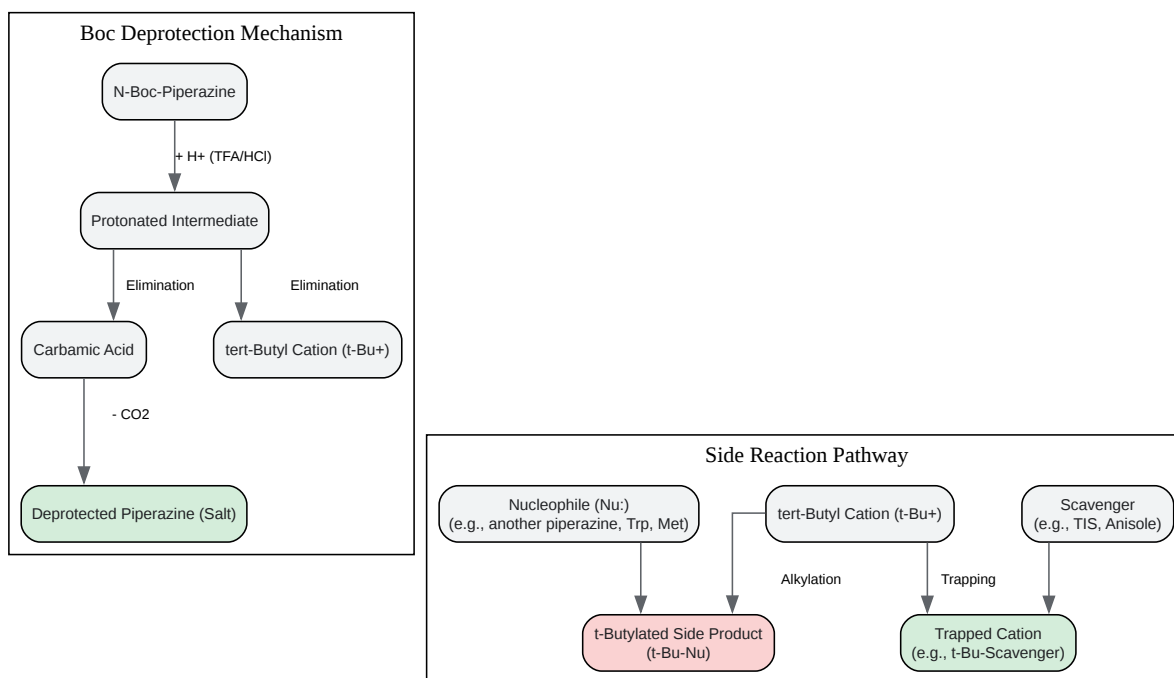 Boc Deprotection Mechanism
N-Boc-Piperazine
+ H+ (TFA/HCl)
Protonated Intermediate
Elimination
Elimination
Carbamic Acid
tert-Butyl Cation (t-Bu+)
- CO2
Deprotected Piperazine (Salt)
Side Reaction Pathway
Nucleophile (Nu:)
(e.g., another piperazine, Trp, Met)
tert-Butyl Cation (t-Bu+)
Scavenger
(e.g., TIS, Anisole)
Alkylation
Trapping
t-Butylated Side Product
(t-Bu-Nu)
Trapped Cation
(e.g., t-Bu-Scavenger)